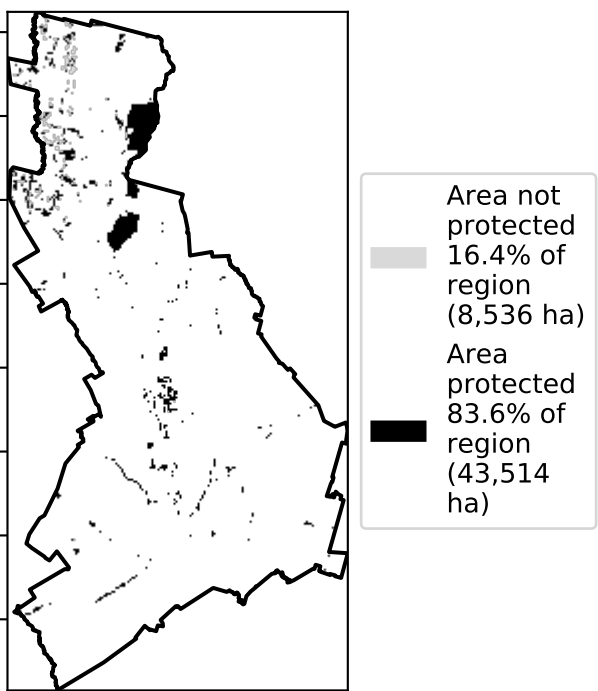 Area not
protected
16.4% of
region
(8,536 ha)
Area
protected
83.6% of
region
(43,514
ha)